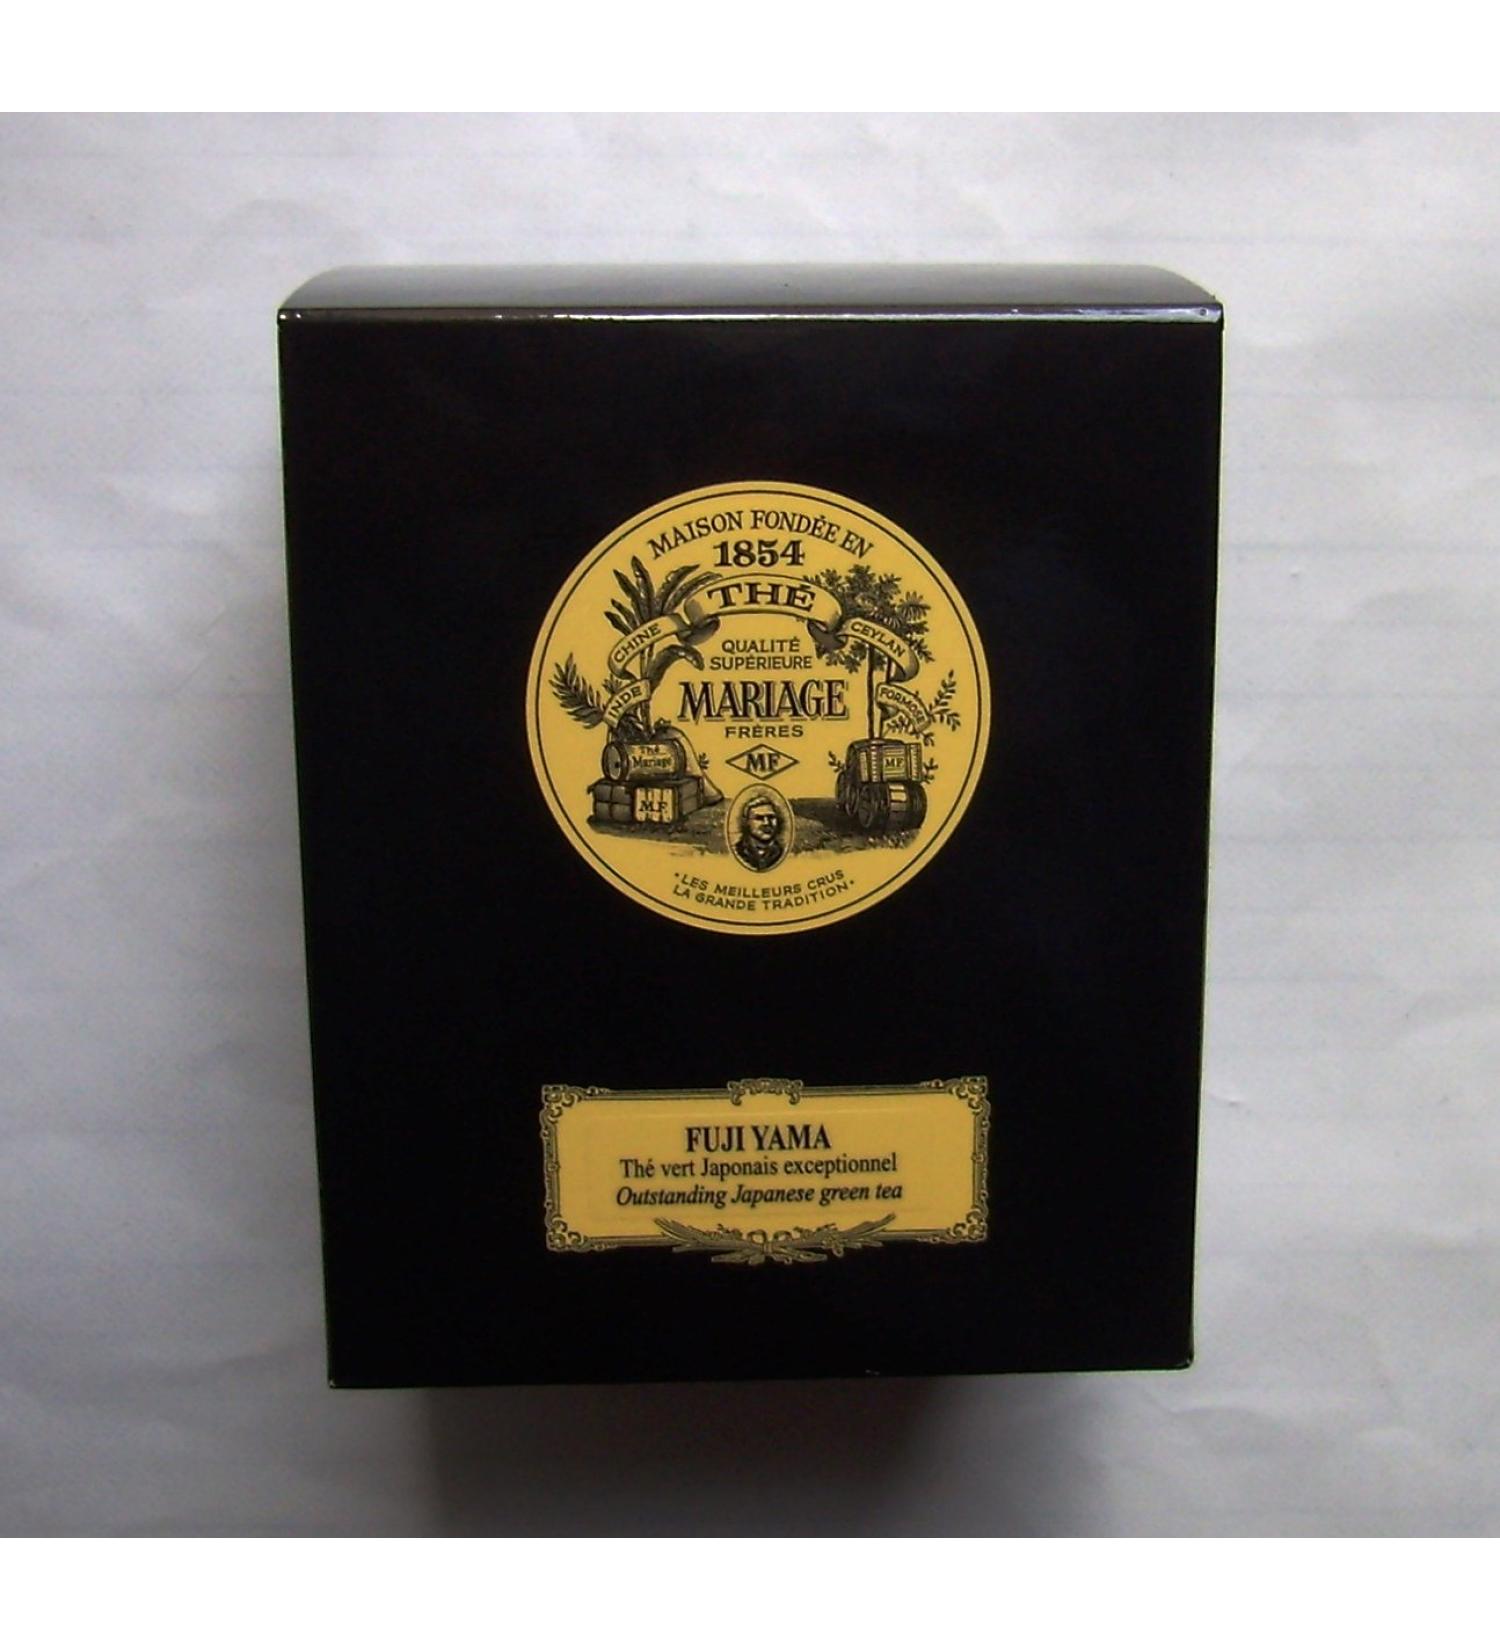 MAISON FONDÉE EN
1854
THÉ
CHINE
CEYLAN
QUALITÉ
SUPÉRIEURE
INDE
FORMOSE
MARIAGE
FRÈRES
Thé
Mariage
MF
MF
M.F.
• LES MEILLEURS CRUS
LA GRANDE TRADITION •
FUJI YAMA
Thé vert Japonais exceptionnel
Outstanding Japanese green tea